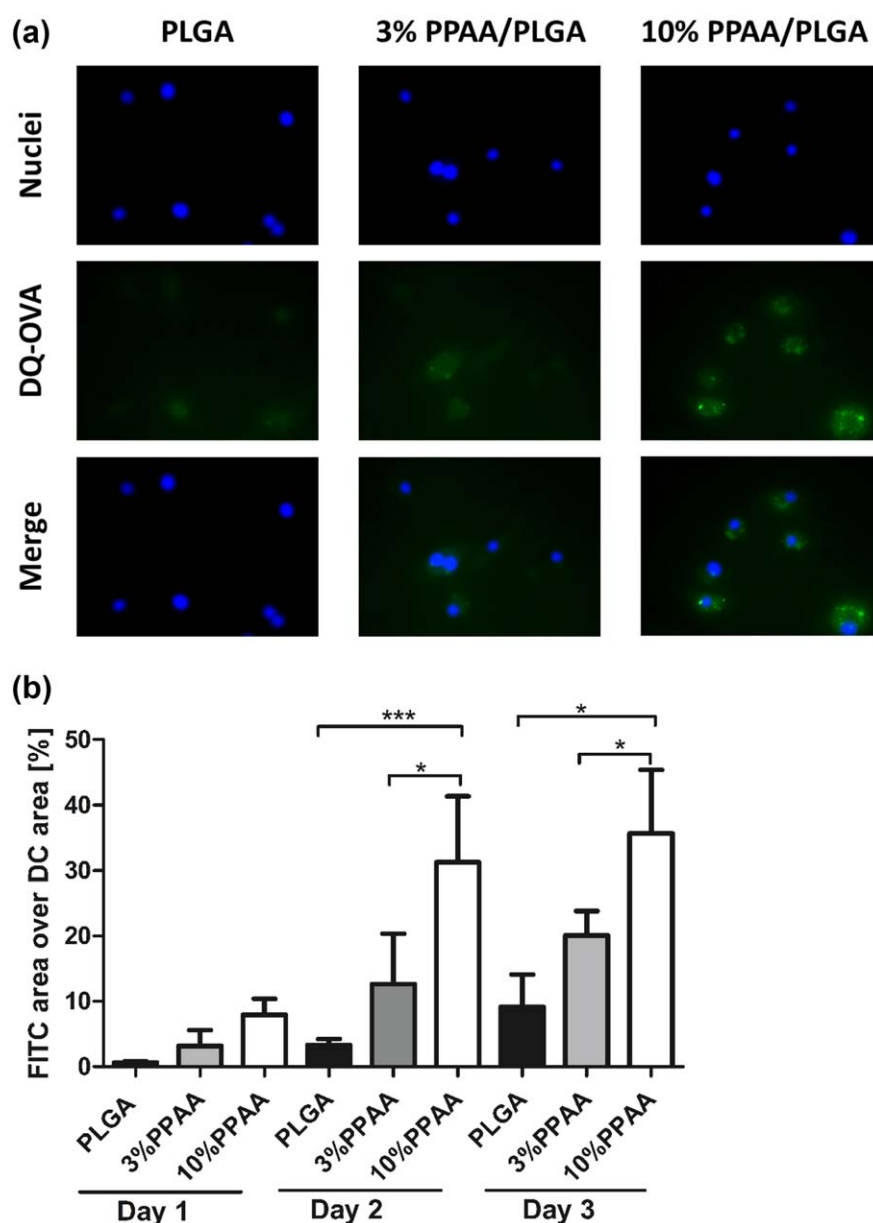 (a)
PLGA 3% PPAA/PLGA 10% PPAA/PLGA
Nuclei
DQ-OVA
Merge
(b)
FITC area over DC area [%]
50
40
30
20
10
0
***
*
*
*
PLGA 3%PPAA 10%PPAA PLGA 3%PPAA 10%PPAA PLGA 3%PPAA 10%PPAA
Day 1 Day 2 Day 3